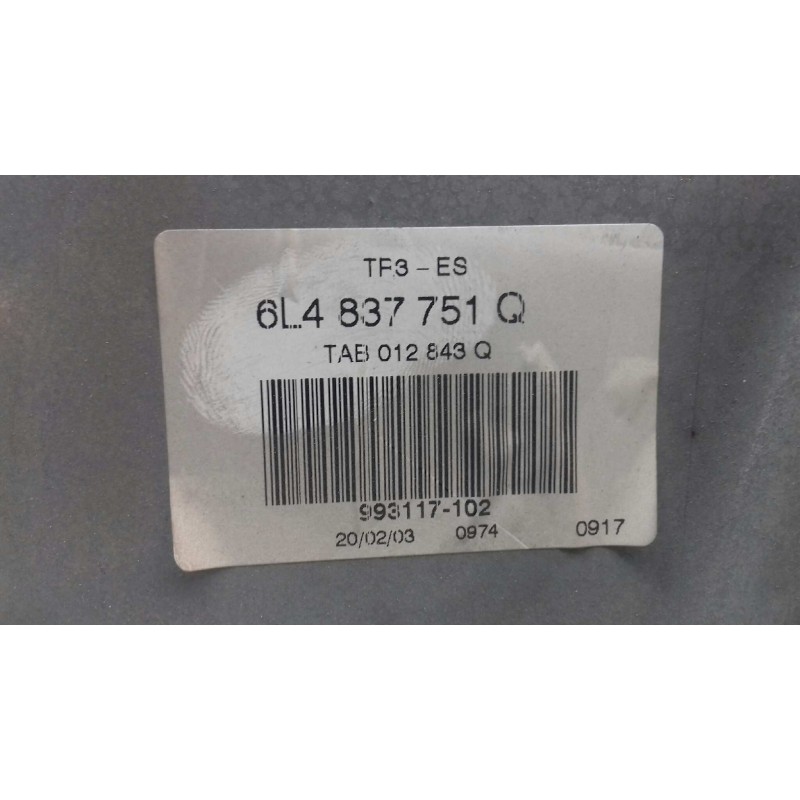 TF3 - ES
6L4 837 751 Q
TAB 012 843 Q
993117-102
20/02/03 0974 0917